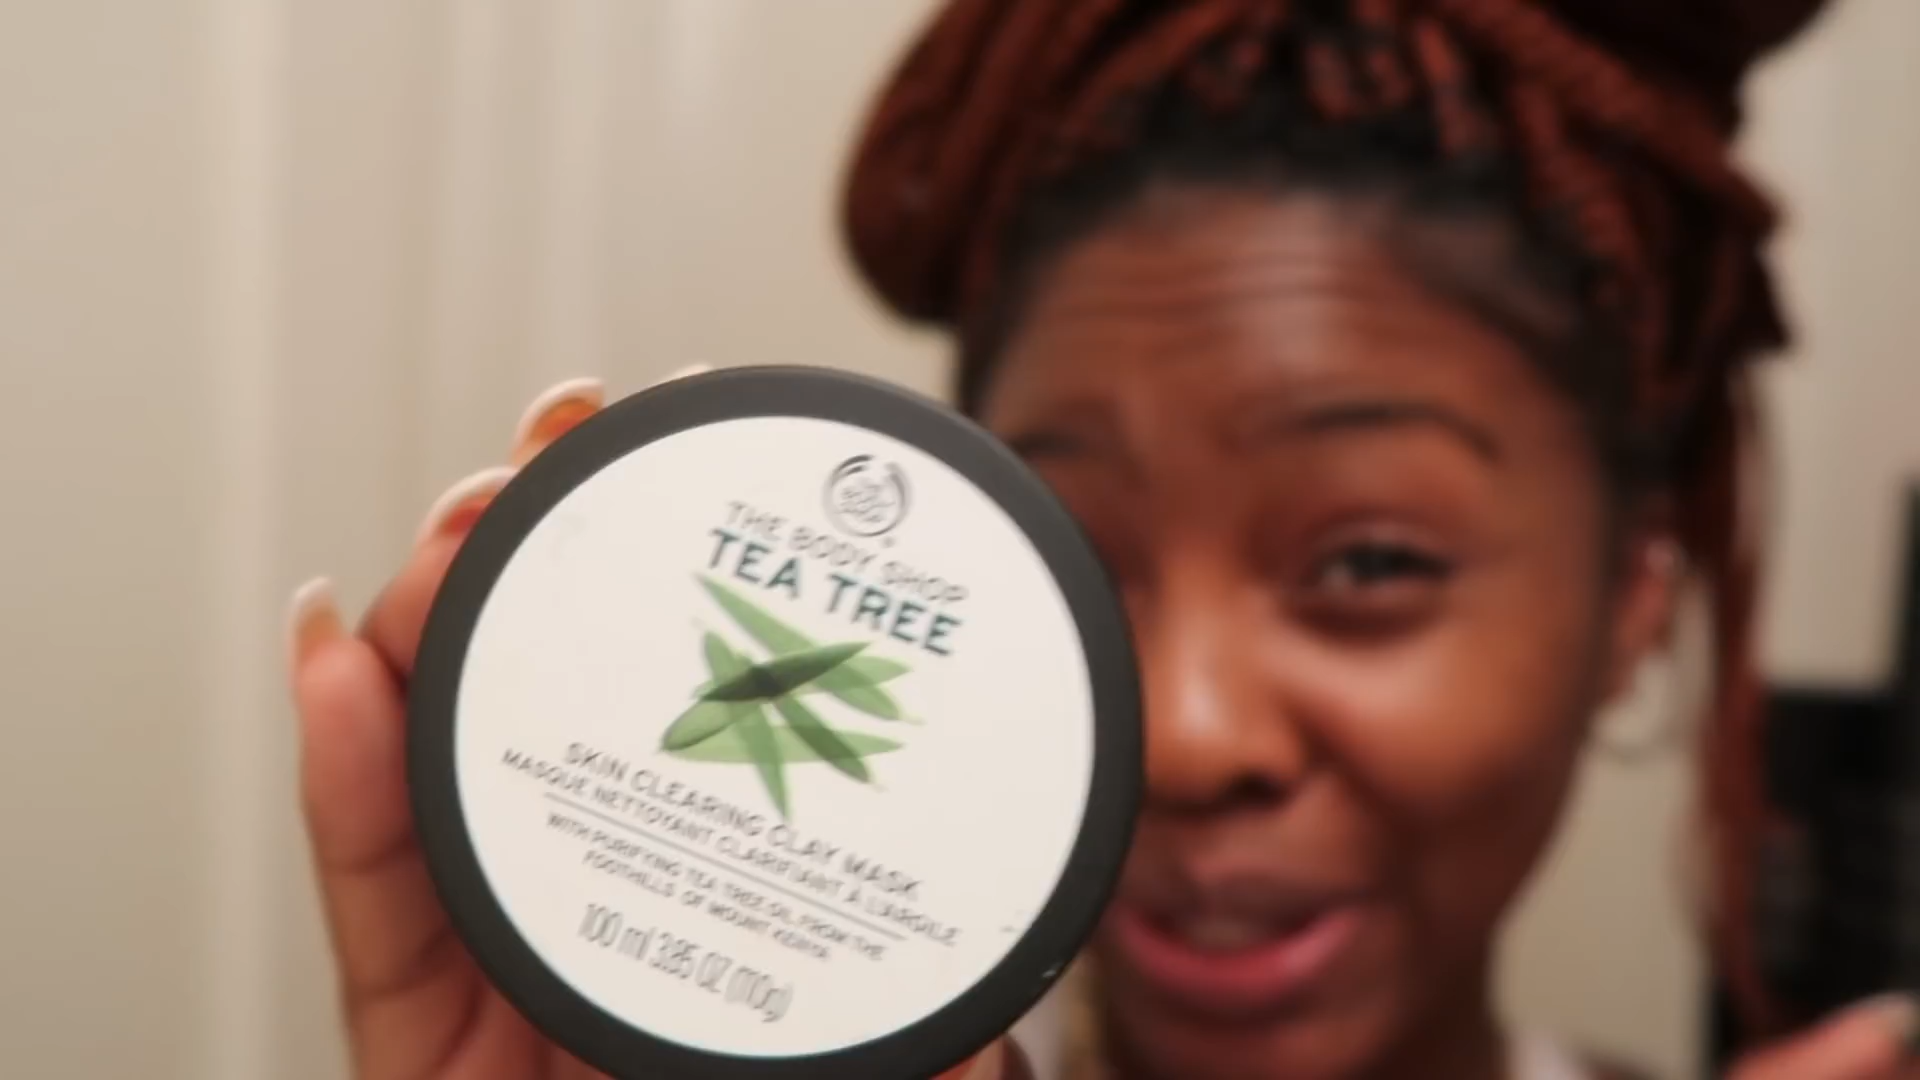 THE BODY SHOP
TEA TREE
SKIN CLEARING CLAY MASK
MASQUE NETTOYANT CLARIFIANT À L'ARGILE
WITH PURIFYING TEA TREE OIL FROM THE
FOOTHILLS OF MOUNT KENYA
100 ml 3.85 OZ (110g)